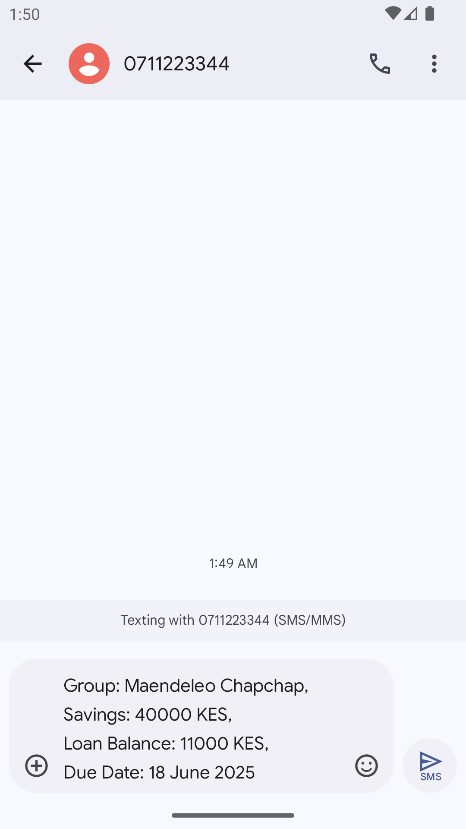 1:50
0711223344
1:49 AM
Texting with 0711223344 (SMS/MMS)
Group: Maendeleo Chapchap,
Savings: 40000 KES,
Loan Balance: 11000 KES,
Due Date: 18 June 2025
SMS